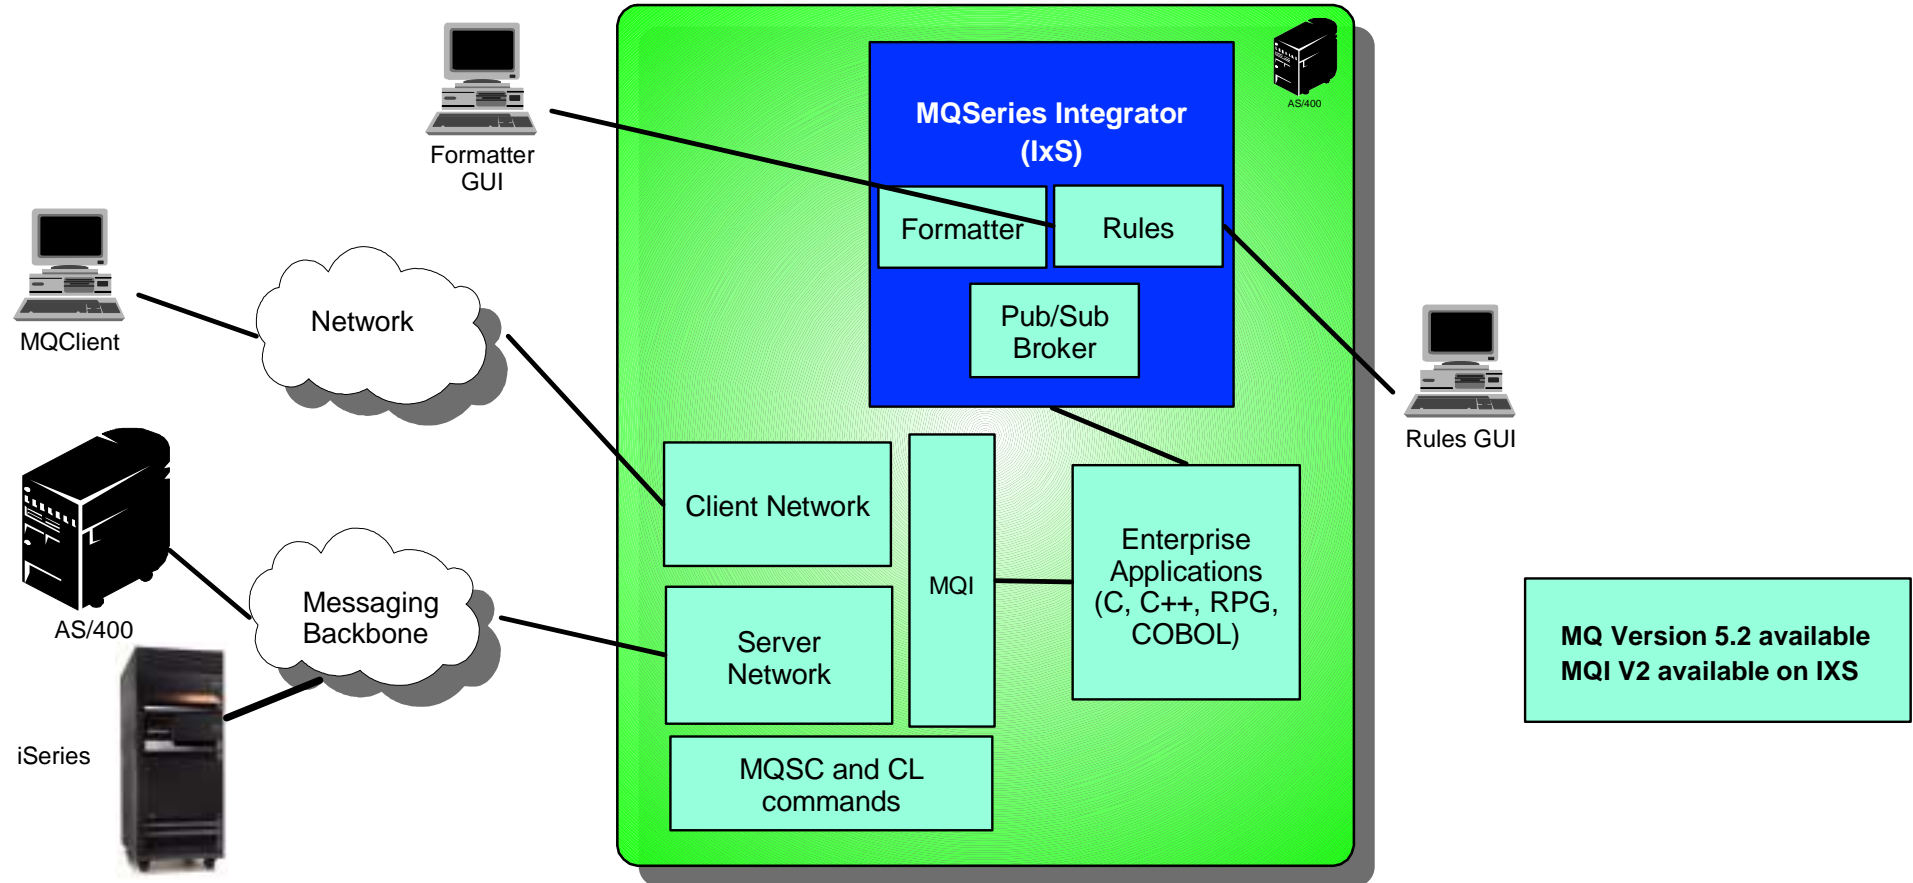 AS/400
MQSeries Integrator
(IxS)
Formatter
GUI
Formatter
Rules
MQClient
Network
Pub/Sub
Broker
Rules GUI
Client Network
Enterprise
Applications
(C, C++, RPG,
COBOL)
MQI
AS/400
Messaging
Backbone
Server
Network
MQ Version 5.2 available
MQI V2 available on IXS
iSeries
MQSC and CL
commands